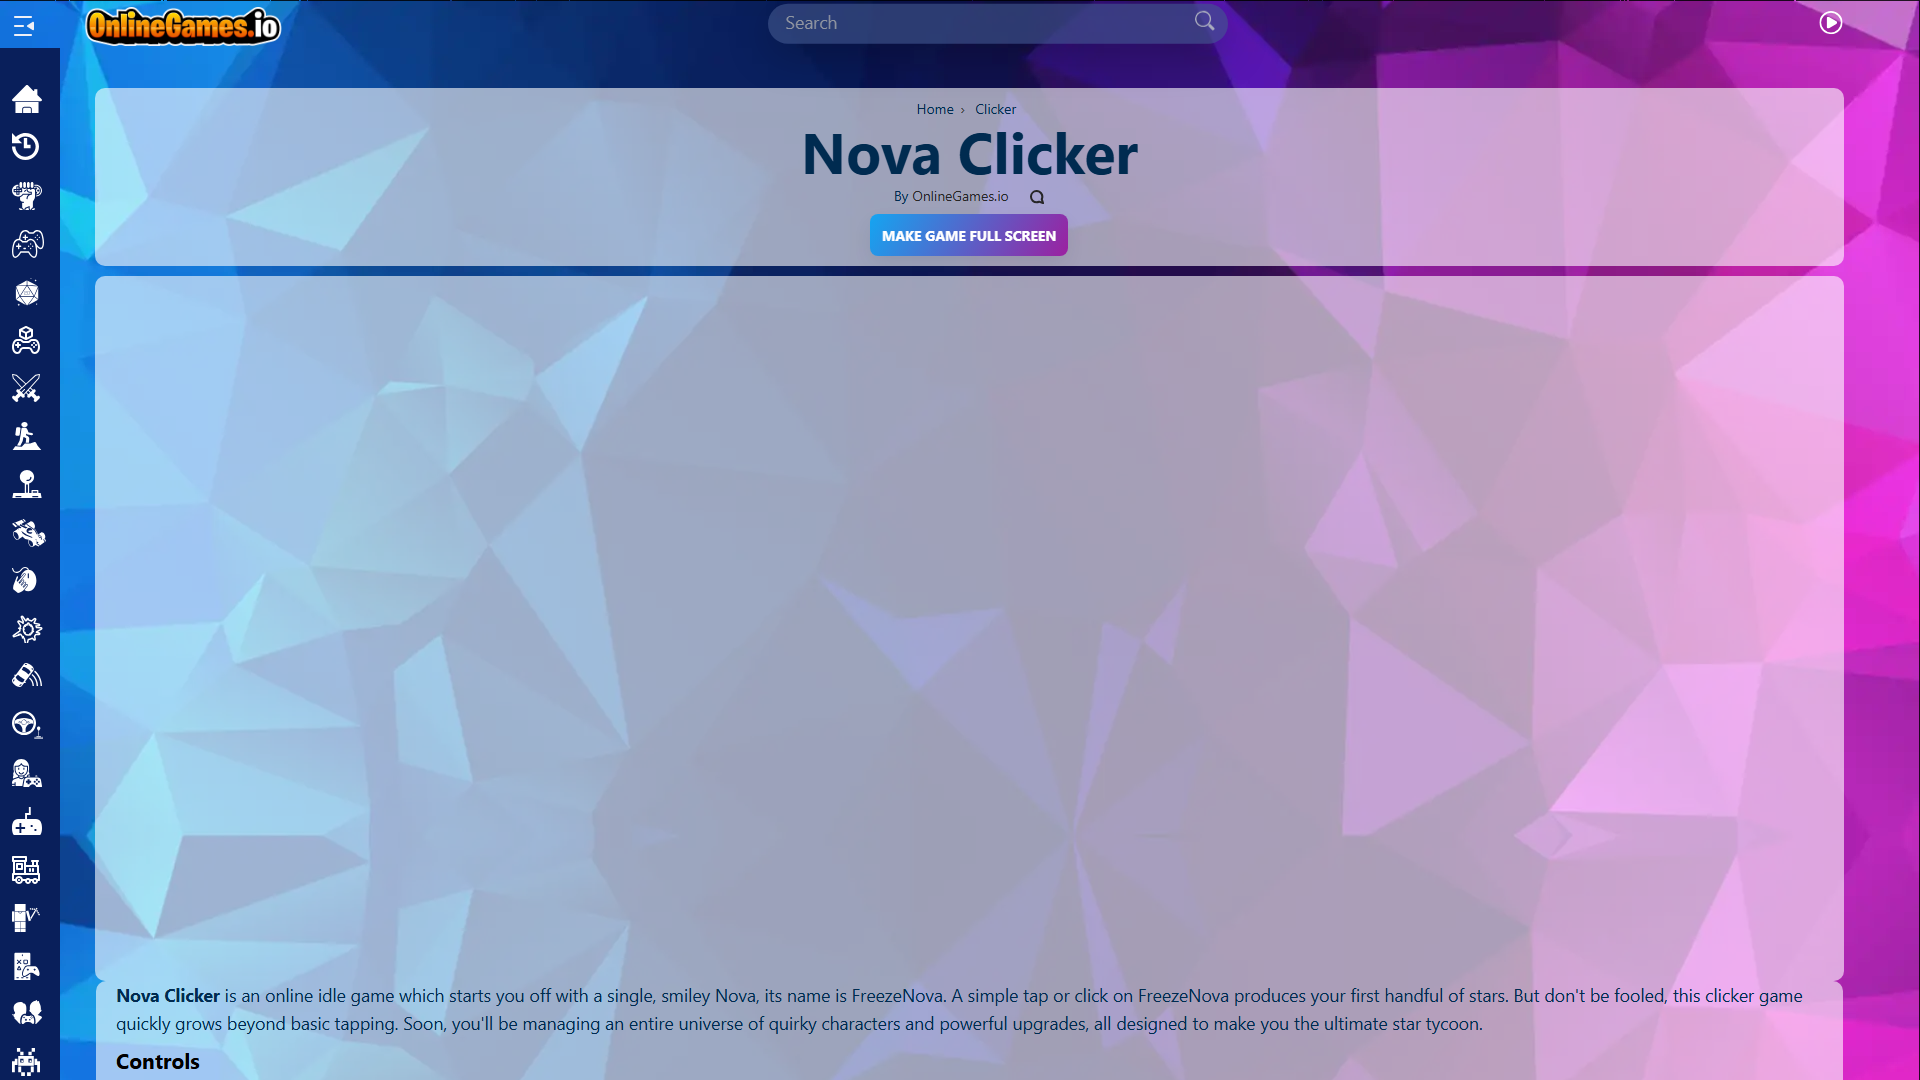 OnlineGames.io
Search
Home › Clicker
Nova Clicker
By OnlineGames.io
MAKE GAME FULL SCREEN
Nova Clicker is an online idle game which starts you off with a single, smiley Nova, its name is FreezeNova. A simple tap or click on FreezeNova produces your first handful of stars. But don't be fooled, this clicker game
quickly grows beyond basic tapping. Soon, you'll be managing an entire universe of quirky characters and powerful upgrades, all designed to make you the ultimate star tycoon.
Controls